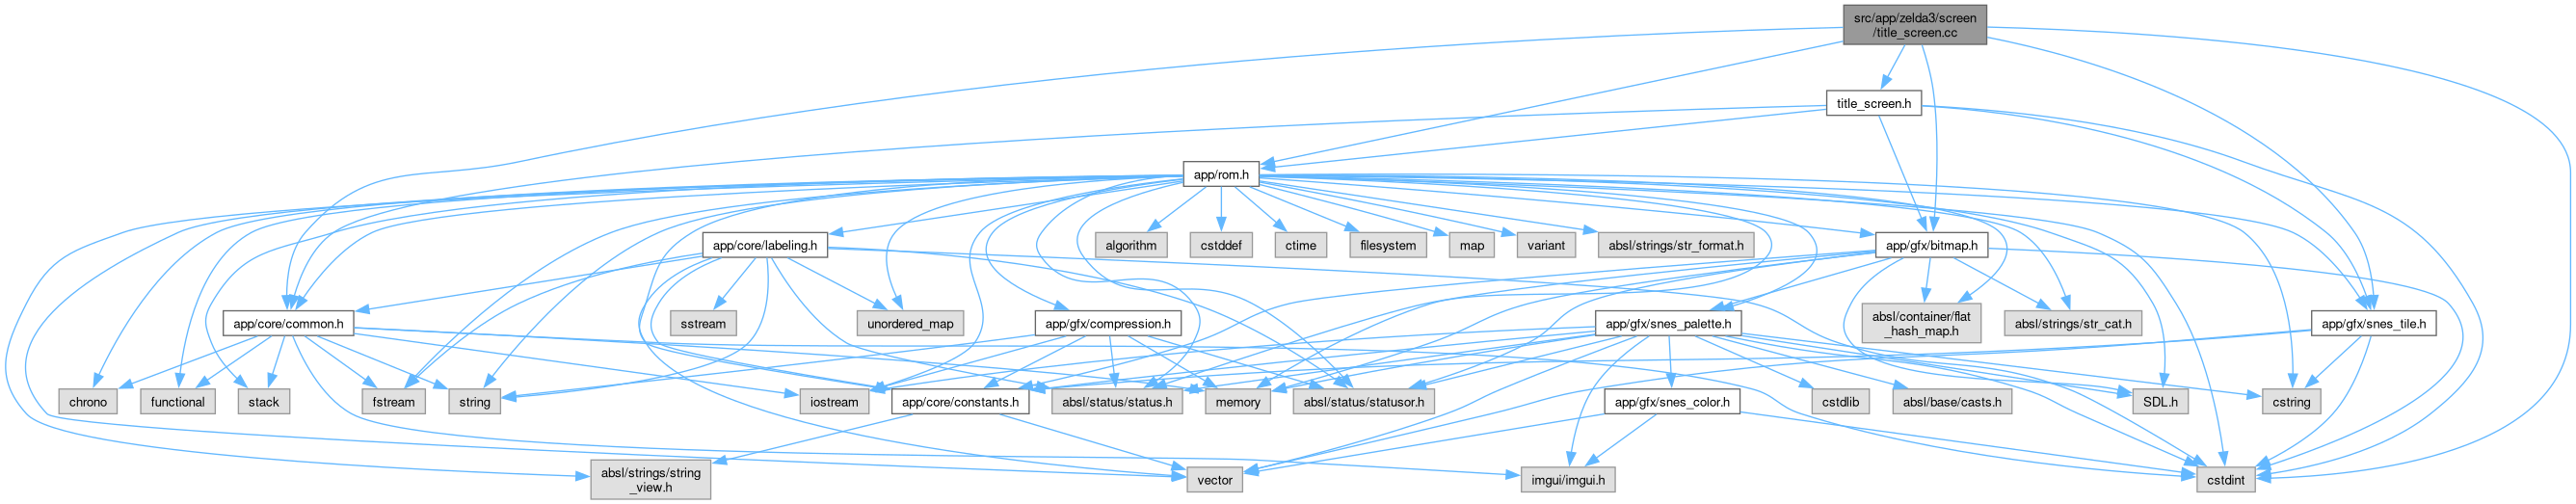 src/app/zelda3/screen
/title_screen.cc
title_screen.h
app/rom.h
app/core/labeling.h
algorithm
cstddef
ctime
filesystem
map
variant
absl/strings/str_format.h
app/gfx/bitmap.h
app/core/common.h
sstream
unordered_map
app/gfx/compression.h
app/gfx/snes_palette.h
absl/container/flat
_hash_map.h
absl/strings/str_cat.h
app/gfx/snes_tile.h
chrono
functional
stack
fstream
string
iostream
app/core/constants.h
absl/status/status.h
memory
absl/status/statusor.h
cstdlib
app/gfx/snes_color.h
absl/base/casts.h
SDL.h
cstring
absl/strings/string
_view.h
vector
imgui/imgui.h
cstdint